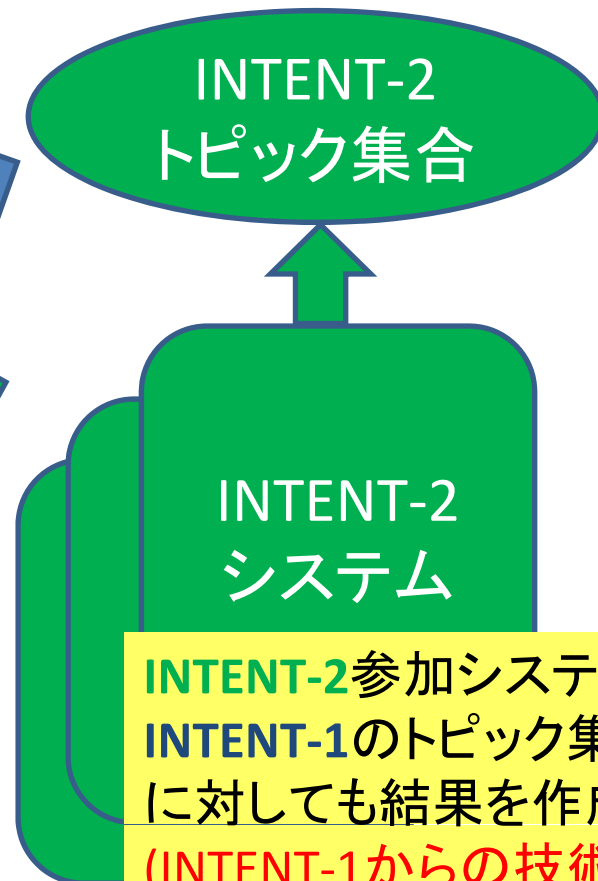 INTENT-2
トピック集合
INTENT-2
システム
INTENT-2参加システ
INTENT-1のトピック集
に対しても結果を作成
(INTENT-1からの技術